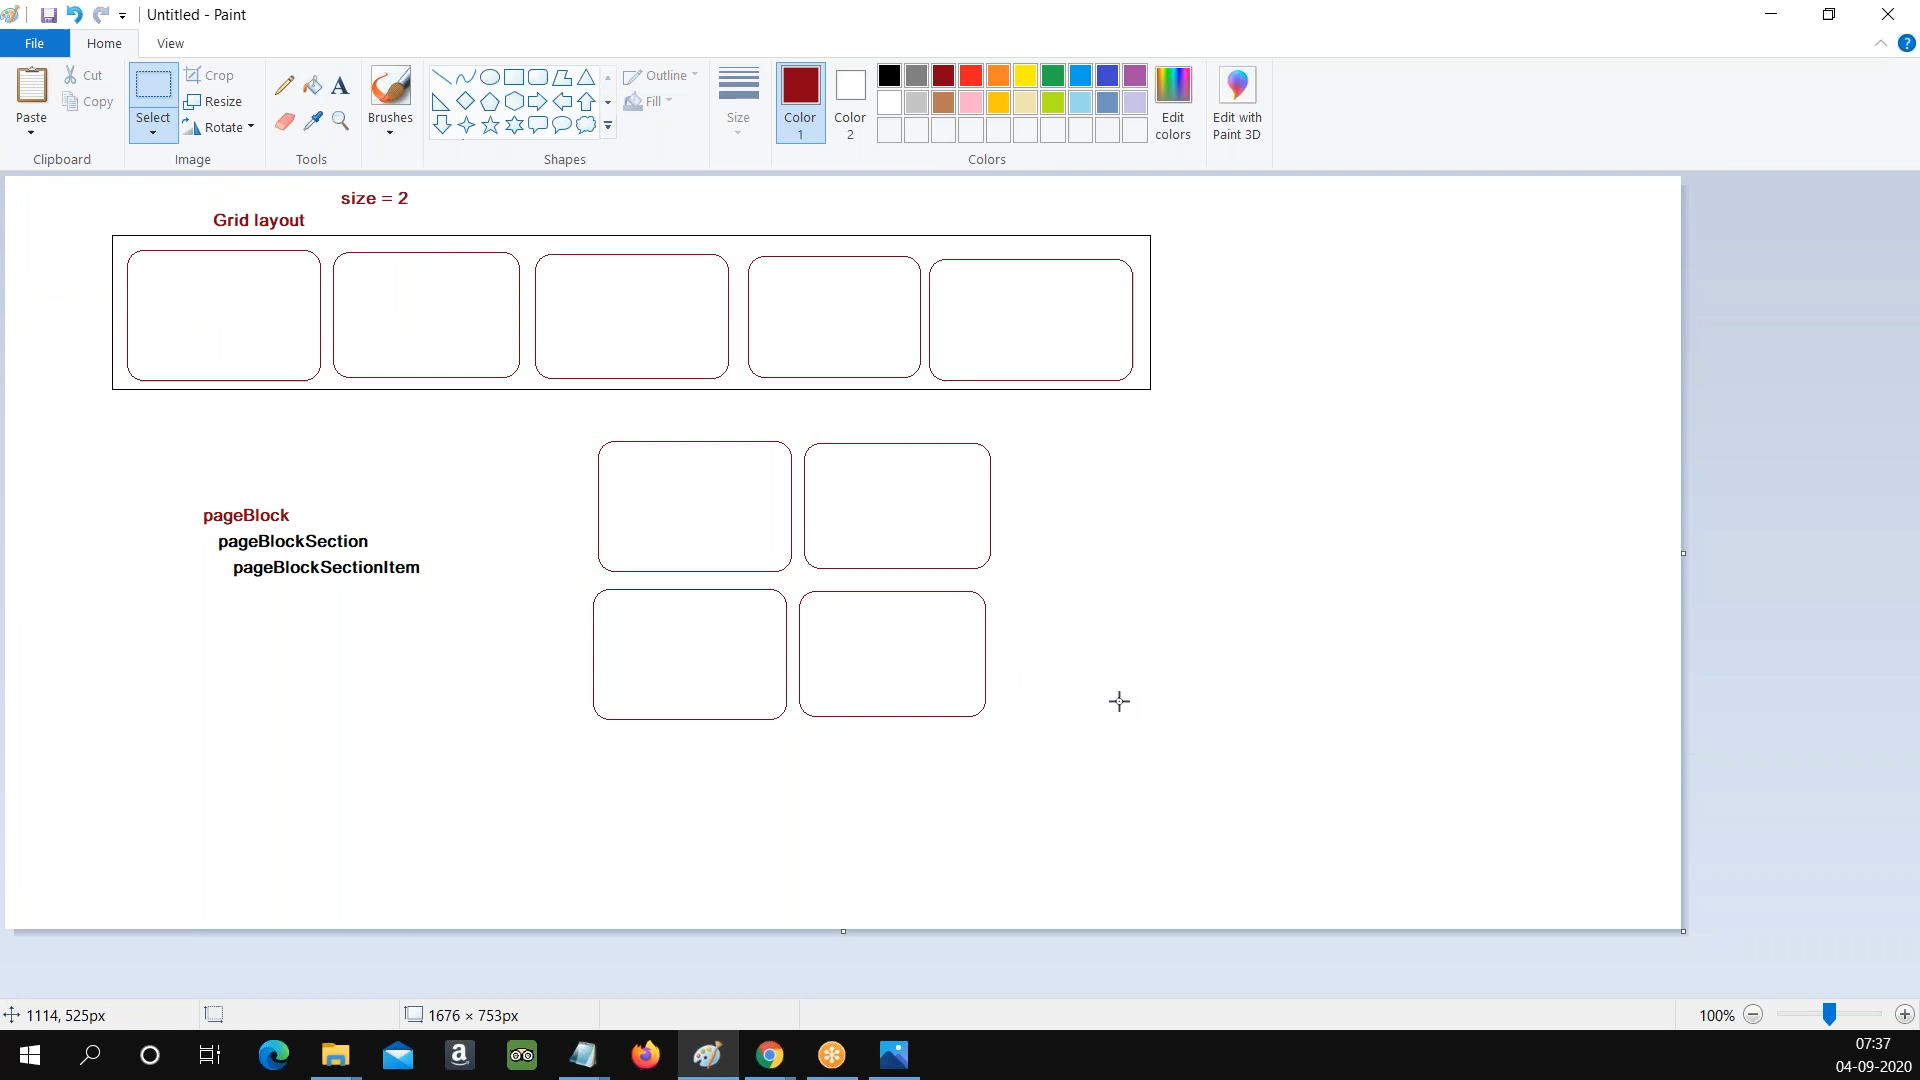 Untitled - Paint
File Home View
Paste
Cut
Copy
Clipboard
Select
Crop
Resize
Rotate
Image
Tools
Brushes
Shapes
Outline
Fill
Size
Color 1
Color 2
Colors
Edit colors
Edit with Paint 3D
size = 2
Grid layout
pageBlock
pageBlockSection
pageBlockSectionItem
1114, 525px
1676 × 753px
100%
07:37
04-09-2020